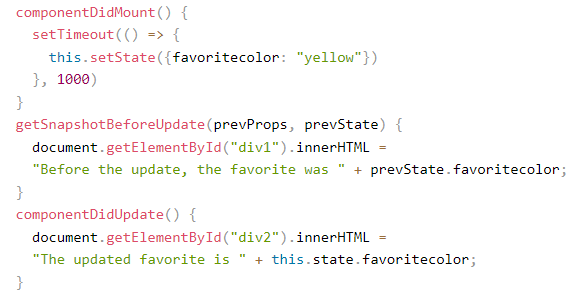 componentDidMount() {
  setTimeout(() => {
    this.setState({favoritecolor: "yellow"})
  }, 1000)
}
getSnapshotBeforeUpdate(prevProps, prevState) {
  document.getElementById("div1").innerHTML =
  "Before the update, the favorite was " + prevState.favoritecolor;
}
componentDidUpdate() {
  document.getElementById("div2").innerHTML =
  "The updated favorite is " + this.state.favoritecolor;
}